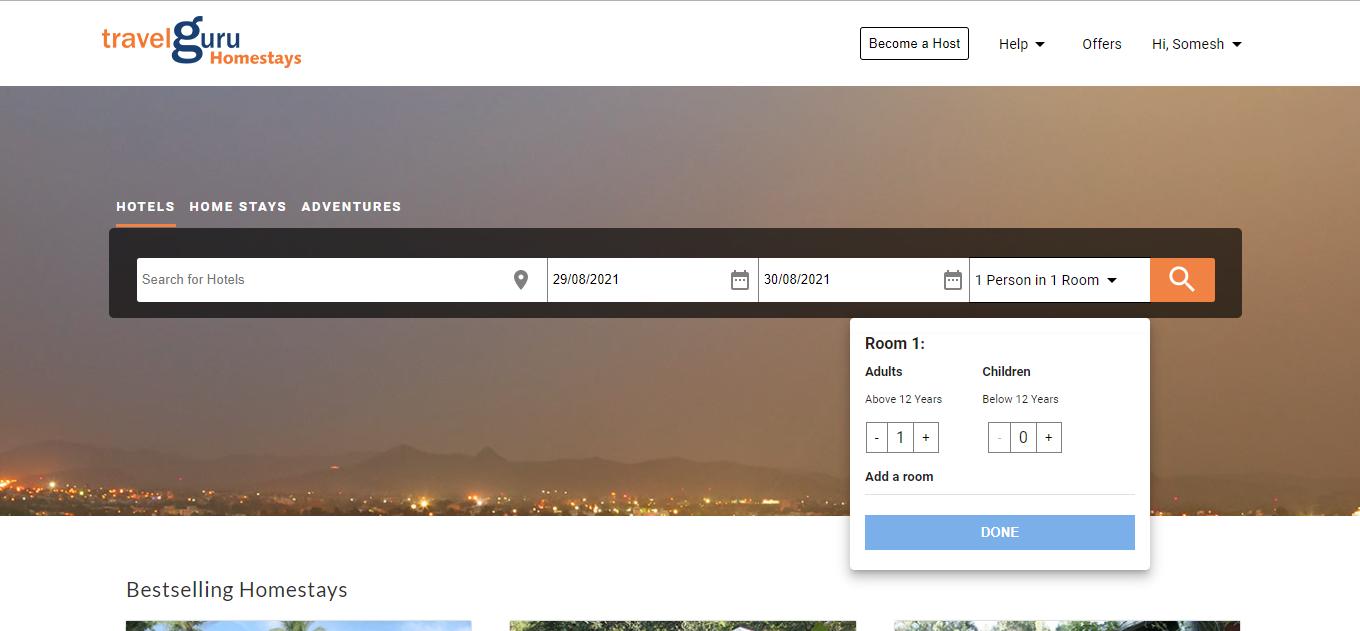 travelguru
Homestays
Become a Host
Help
Offers
Hi, Somesh
HOTELS
HOME STAYS
ADVENTURES
Search for Hotels
29/08/2021
30/08/2021
1 Person in 1 Room
Room 1:
Adults
Children
Above 12 Years
Below 12 Years
- 1 +
- 0 +
Add a room
DONE
Bestselling Homestays